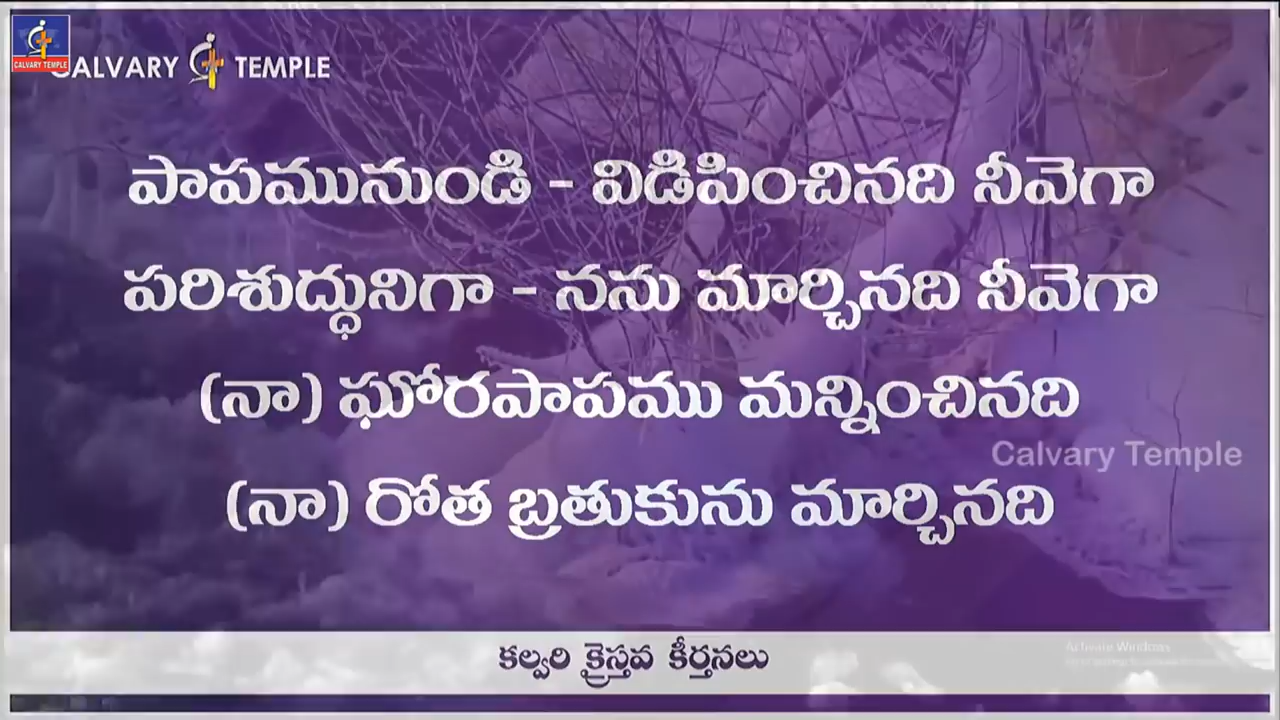 CALVARY TEMPLE
CALVARY TEMPLE
పాపమునుండి - విడిపించినది నీవెగా
పరిశుద్ధునిగా - నను మార్చినది నీవెగా
(నా) ఘోరపాపము మన్నించినది
Calvary Temple
(నా) రోత బ్రతుకును మార్చినది
కల్వరి క్రైస్తవ కీర్తనలు
Activate Windows